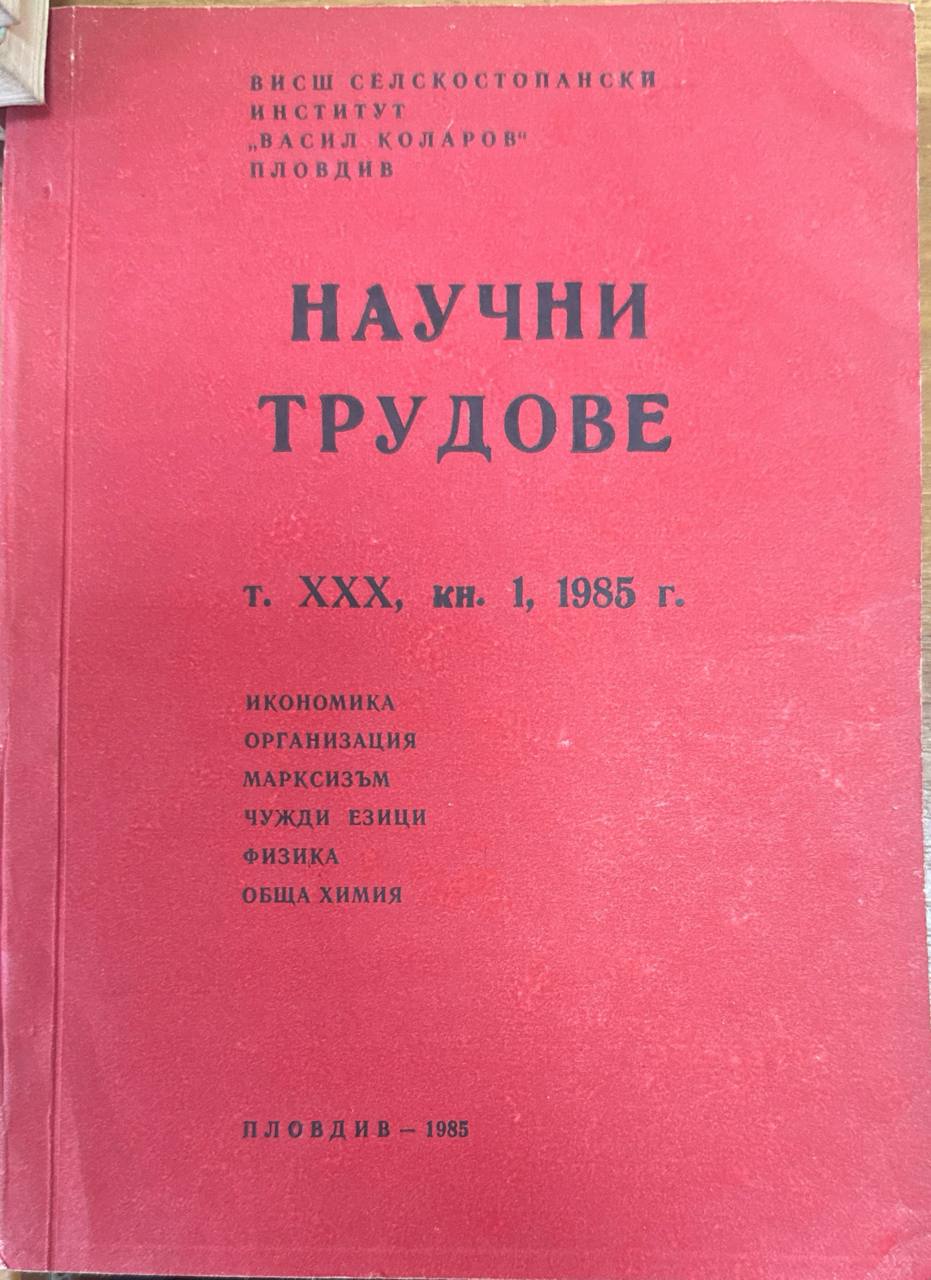 ВИСШ СЕЛСКОСТОПАНСКИ
ИНСТИТУТ
„ВАСИЛ КОЛАРОВ“
ПЛОВДИВ
НАУЧНИ
ТРУДОВЕ
т. XXX, кн. 1, 1985 г.
ИКОНОМИКА
ОРГАНИЗАЦИЯ
МАРКСИЗЪМ
ЧУЖДИ ЕЗИЦИ
ФИЗИКА
ОБЩА ХИМИЯ
ПЛОВДИВ – 1985